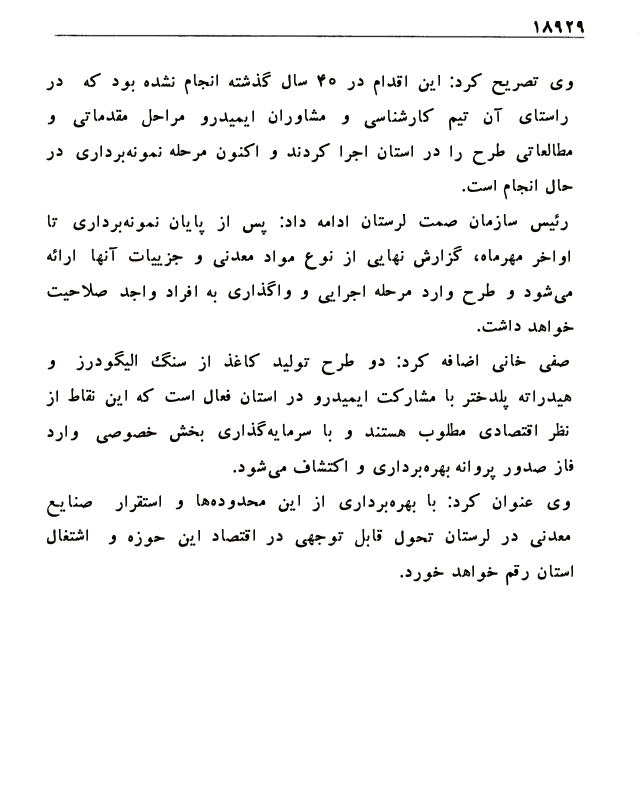 ۱۸۹۲۹
وی تصریح کرد: این اقدام در ۴۰ سال گذشته انجام نشده بود که در
راستای آن تیم کارشناسی و مشاوران ایمیدرو مراحل مقدماتی و
مطالعاتی طرح را در استان اجرا کردند و اکنون مرحله نمونه‌برداری در
حال انجام است.
رئیس سازمان صمت لرستان ادامه داد: پس از پایان نمونه‌برداری تا
اواخر مهرماه، گزارش نهایی از نوع مواد معدنی و جزییات آنها ارائه
می‌شود و طرح وارد مرحله اجرایی و واگذاری به افراد واجد صلاحیت
خواهد داشت.
صفی خانی اضافه کرد: دو طرح تولید کاغذ از سنگ الیگودرز و
هیدراته پلدختر با مشارکت ایمیدرو در استان فعال است که این نقاط از
نظر اقتصادی مطلوب هستند و با سرمایه‌گذاری بخش خصوصی وارد
فاز صدور پروانه بهره‌برداری و اکتشاف می‌شود.
وی عنوان کرد: با بهره‌برداری از این محدوده‌ها و استقرار صنایع
معدنی در لرستان تحول قابل توجهی در اقتصاد این حوزه و اشتغال
استان رقم خواهد خورد.